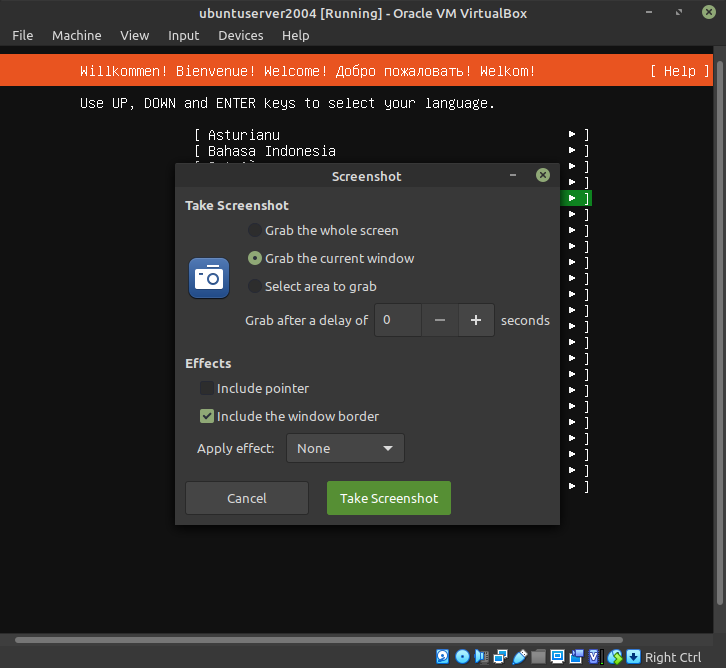 ubuntuserver2004 [Running] - Oracle VM VirtualBox
File Machine View Input Devices Help
Willkommen! Bienvenue! Welcome! Добро пожаловать! Welkom! [ Help ]
Use UP, DOWN and ENTER keys to select your language.
[ Asturianu ► ]
[ Bahasa Indonesia ► ]
Screenshot
Take Screenshot
Grab the whole screen
Grab the current window
Select area to grab
Grab after a delay of 0 − + seconds
Effects
Include pointer
Include the window border
Apply effect: None
Cancel Take Screenshot
Right Ctrl